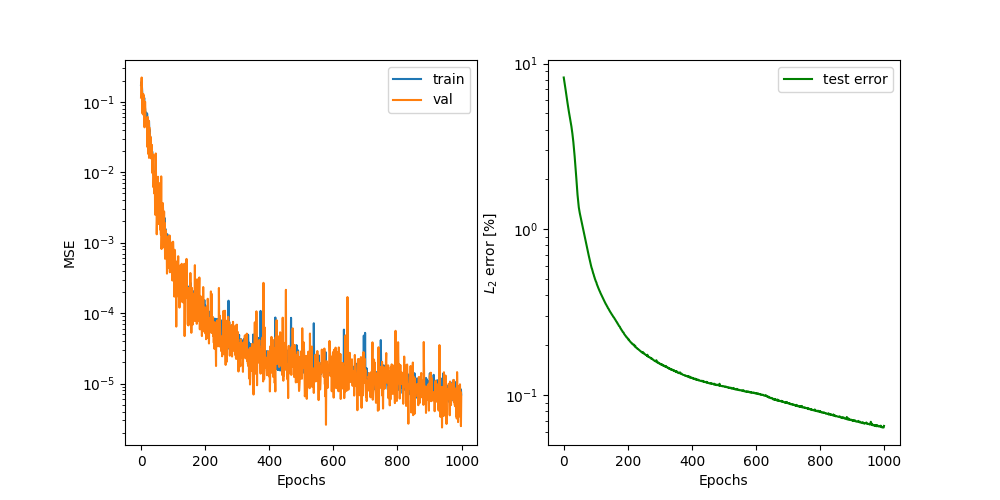 MSE
10⁻¹
10⁻²
10⁻³
10⁻⁴
10⁻⁵
train
val
0 200 400 600 800 1000
Epochs
L₂ error [%]
10¹
10⁰
10⁻¹
test error
0 200 400 600 800 1000
Epochs